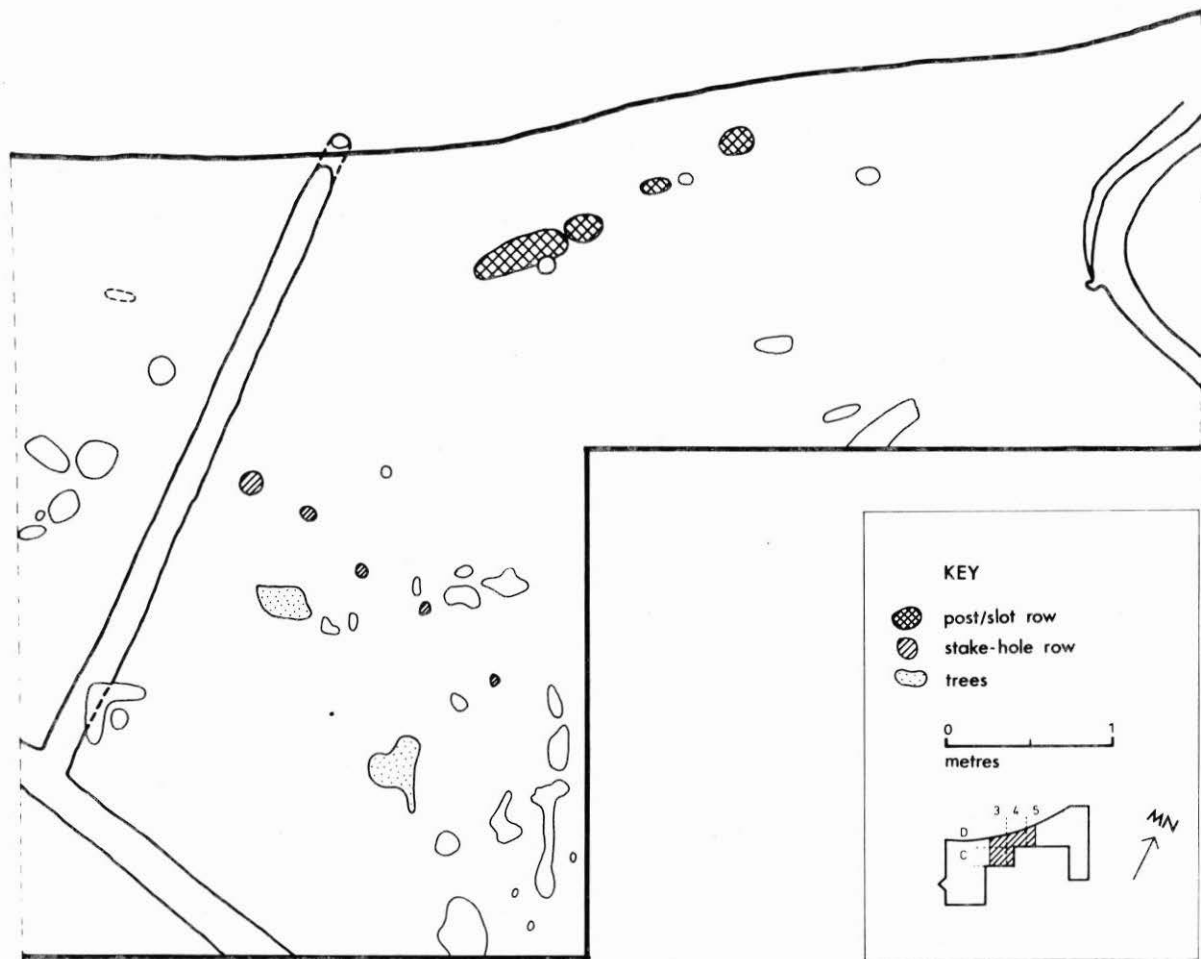 KEY
post/slot row
stake-hole row
trees
0 1
metres
3 4 5
D
C
MN